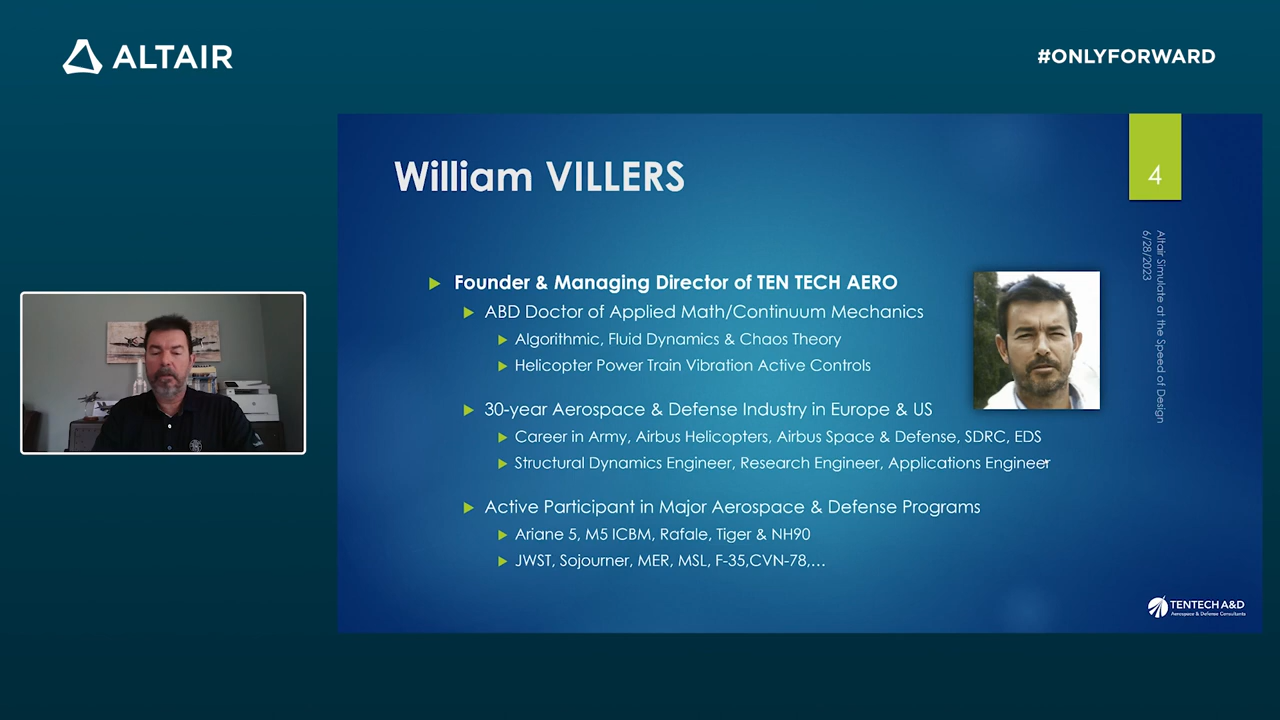 ALTAIR
#ONLYFORWARD
William VILLERS
4
Altair Simulate at the Speed of Design
6/28/2023
Founder & Managing Director of TEN TECH AERO
ABD Doctor of Applied Math/Continuum Mechanics
Algorithmic, Fluid Dynamics & Chaos Theory
Helicopter Power Train Vibration Active Controls
30-year Aerospace & Defense Industry in Europe & US
Career in Army, Airbus Helicopters, Airbus Space & Defense, SDRC, EDS
Structural Dynamics Engineer, Research Engineer, Applications Engineer
Active Participant in Major Aerospace & Defense Programs
Ariane 5, M5 ICBM, Rafale, Tiger & NH90
JWST, Sojourner, MER, MSL, F-35,CVN-78,...
TENTECH A&D
Aerospace & Defense Consultants